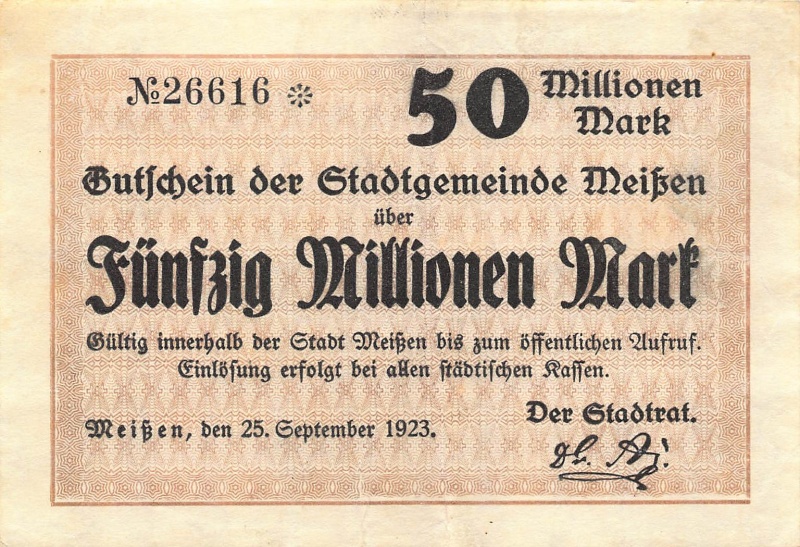 №26616 ❊
50 Millionen
Mark
Gutschein der Stadtgemeinde Meißen
über
Fünfzig Millionen Mark
Gültig innerhalb der Stadt Meißen bis zum öffentlichen Aufruf.
Einlösung erfolgt bei allen städtischen Kassen.
Der Stadtrat.
Meißen, den 25. September 1923.